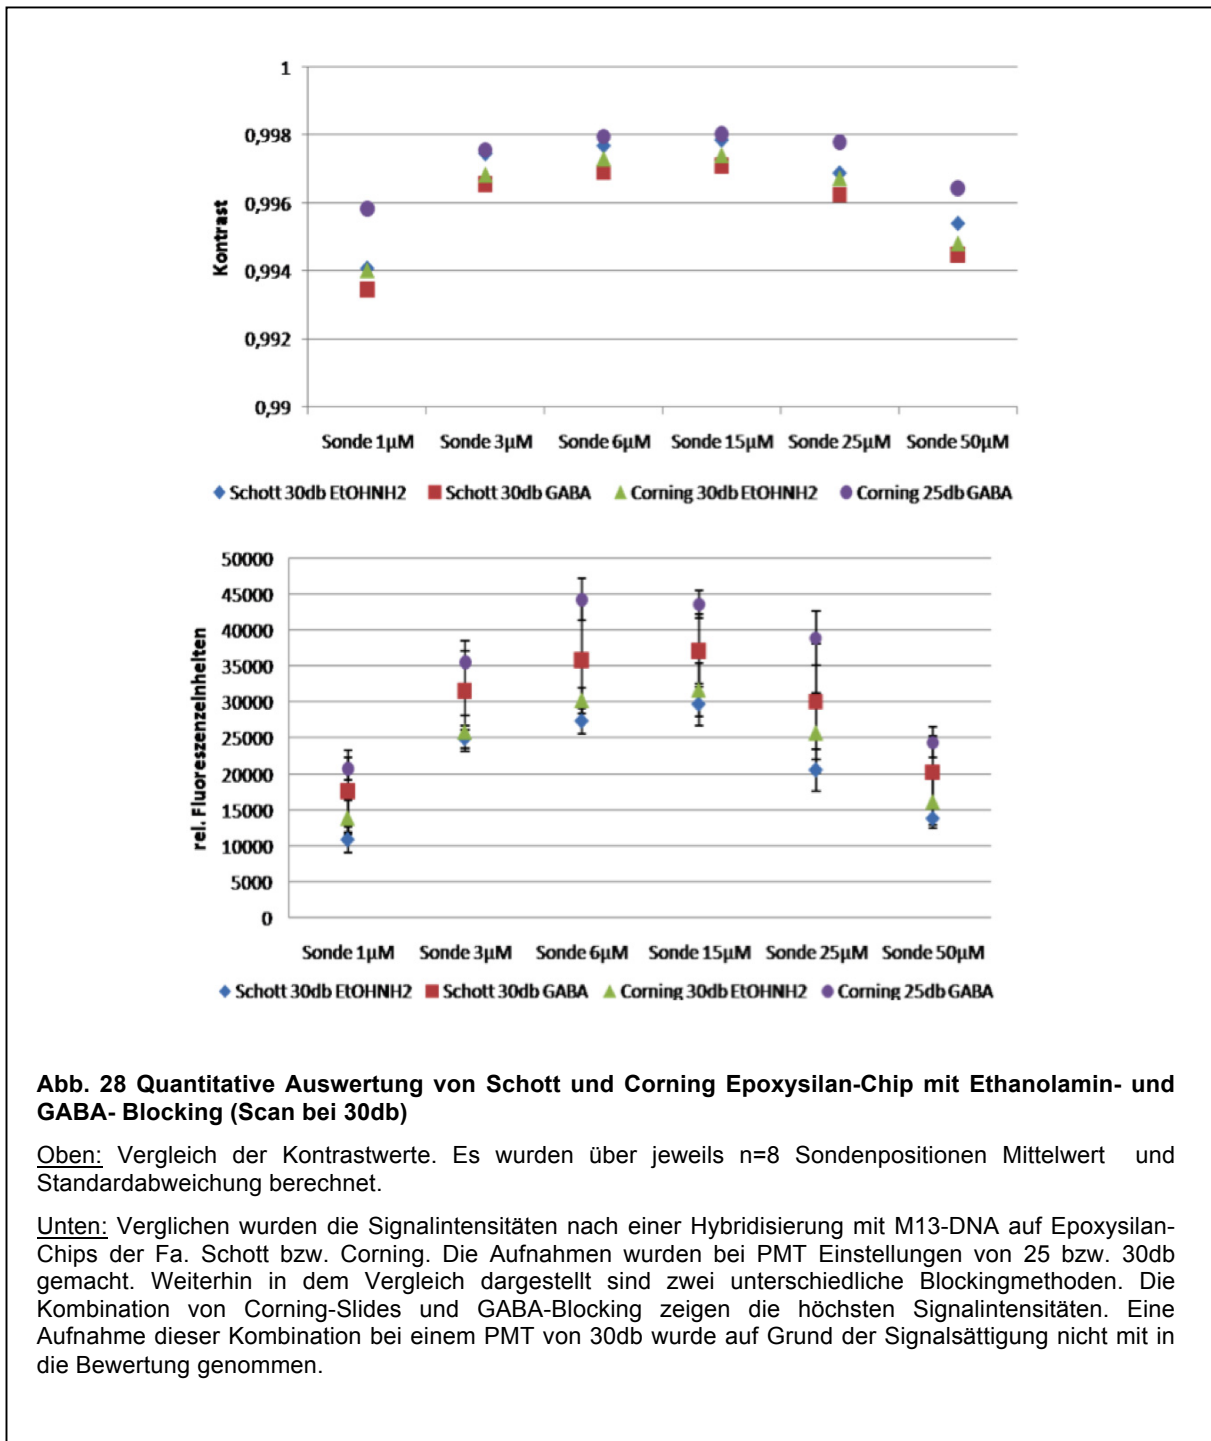 1
0,998
0,996
0,994
0,992
0,99
Kontrast
Sonde 1µM Sonde 3µM Sonde 6µM Sonde 15µM Sonde 25µM Sonde 50µM
Schott 30db EtOHNH2 Schott 30db GABA Corning 30db EtOHNH2 Corning 25db GABA
50000
45000
40000
35000
30000
25000
20000
15000
10000
5000
0
rel. Fluoreszenzeinheiten
Sonde 1µM Sonde 3µM Sonde 6µM Sonde 15µM Sonde 25µM Sonde 50µM
Schott 30db EtOHNH2 Schott 30db GABA Corning 30db EtOHNH2 Corning 25db GABA
Abb. 28 Quantitative Auswertung von Schott und Corning Epoxysilan-Chip mit Ethanolamin- und
GABA- Blocking (Scan bei 30db)
Oben: Vergleich der Kontrastwerte. Es wurden über jeweils n=8 Sondenpositionen Mittelwert und
Standardabweichung berechnet.
Unten: Verglichen wurden die Signalintensitäten nach einer Hybridisierung mit M13-DNA auf Epoxysilan-
Chips der Fa. Schott bzw. Corning. Die Aufnahmen wurden bei PMT Einstellungen von 25 bzw. 30db
gemacht. Weiterhin in dem Vergleich dargestellt sind zwei unterschiedliche Blockingmethoden. Die
Kombination von Corning-Slides und GABA-Blocking zeigen die höchsten Signalintensitäten. Eine
Aufnahme dieser Kombination bei einem PMT von 30db wurde auf Grund der Signalsättigung nicht mit in
die Bewertung genommen.